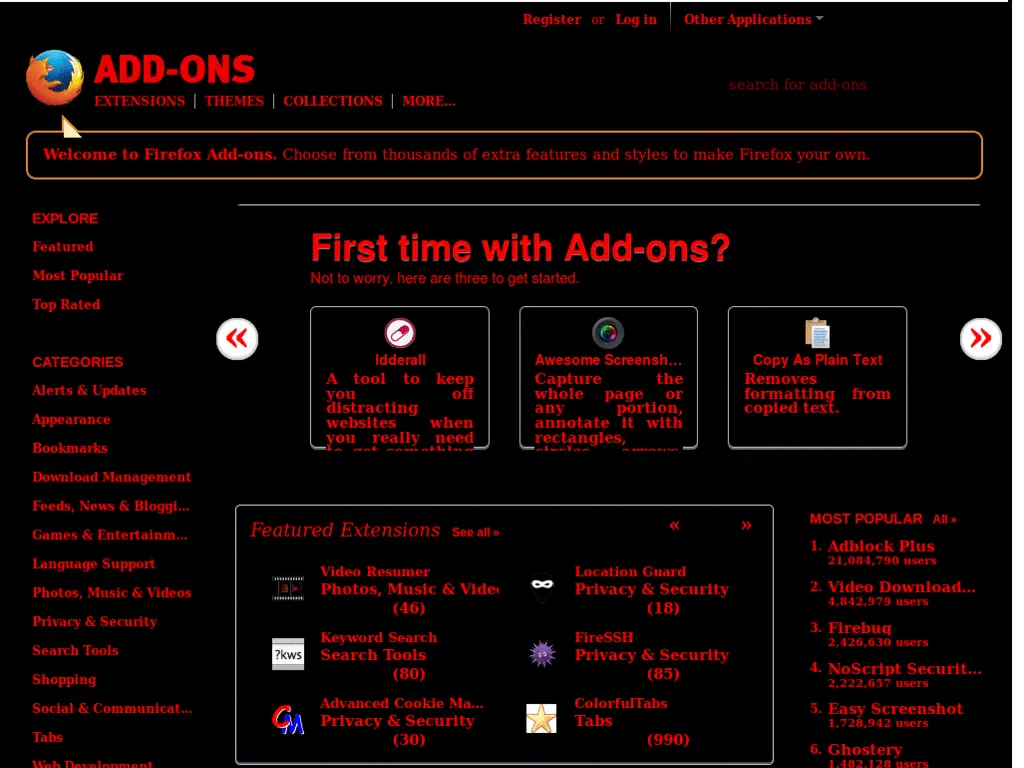 Register or Log in Other Applications
ADD-ONS
EXTENSIONS | THEMES | COLLECTIONS | MORE...
search for add-ons
Welcome to Firefox Add-ons. Choose from thousands of extra features and styles to make Firefox your own.
EXPLORE
Featured
Most Popular
Top Rated
CATEGORIES
Alerts & Updates
Appearance
Bookmarks
Download Management
Feeds, News & Bloggi...
Games & Entertainm...
Language Support
Photos, Music & Videos
Privacy & Security
Search Tools
Shopping
Social & Communicat...
Tabs
Web Development
First time with Add-ons?
Not to worry, here are three to get started.
«
Idderall
A tool to keep
you off
distracting
websites when
you really need
to get something
Awesome Screensh...
Capture the
whole page or
any portion,
annotate it with
rectangles,
circles, arrows,
Copy As Plain Text
Removes
formatting from
copied text.
»
Featured Extensions See all »
« »
Video Resumer
Photos, Music & Vide
(46)
Location Guard
Privacy & Security
(18)
?kws
Keyword Search
Search Tools
(80)
FireSSH
Privacy & Security
(85)
CM
Advanced Cookie Ma...
Privacy & Security
(30)
ColorfulTabs
Tabs
(990)
MOST POPULAR All »
1. Adblock Plus
21,084,790 users
2. Video Download...
4,842,979 users
3. Firebug
2,426,630 users
4. NoScript Securit...
2,222,657 users
5. Easy Screenshot
1,728,942 users
6. Ghostery
1,482,128 users